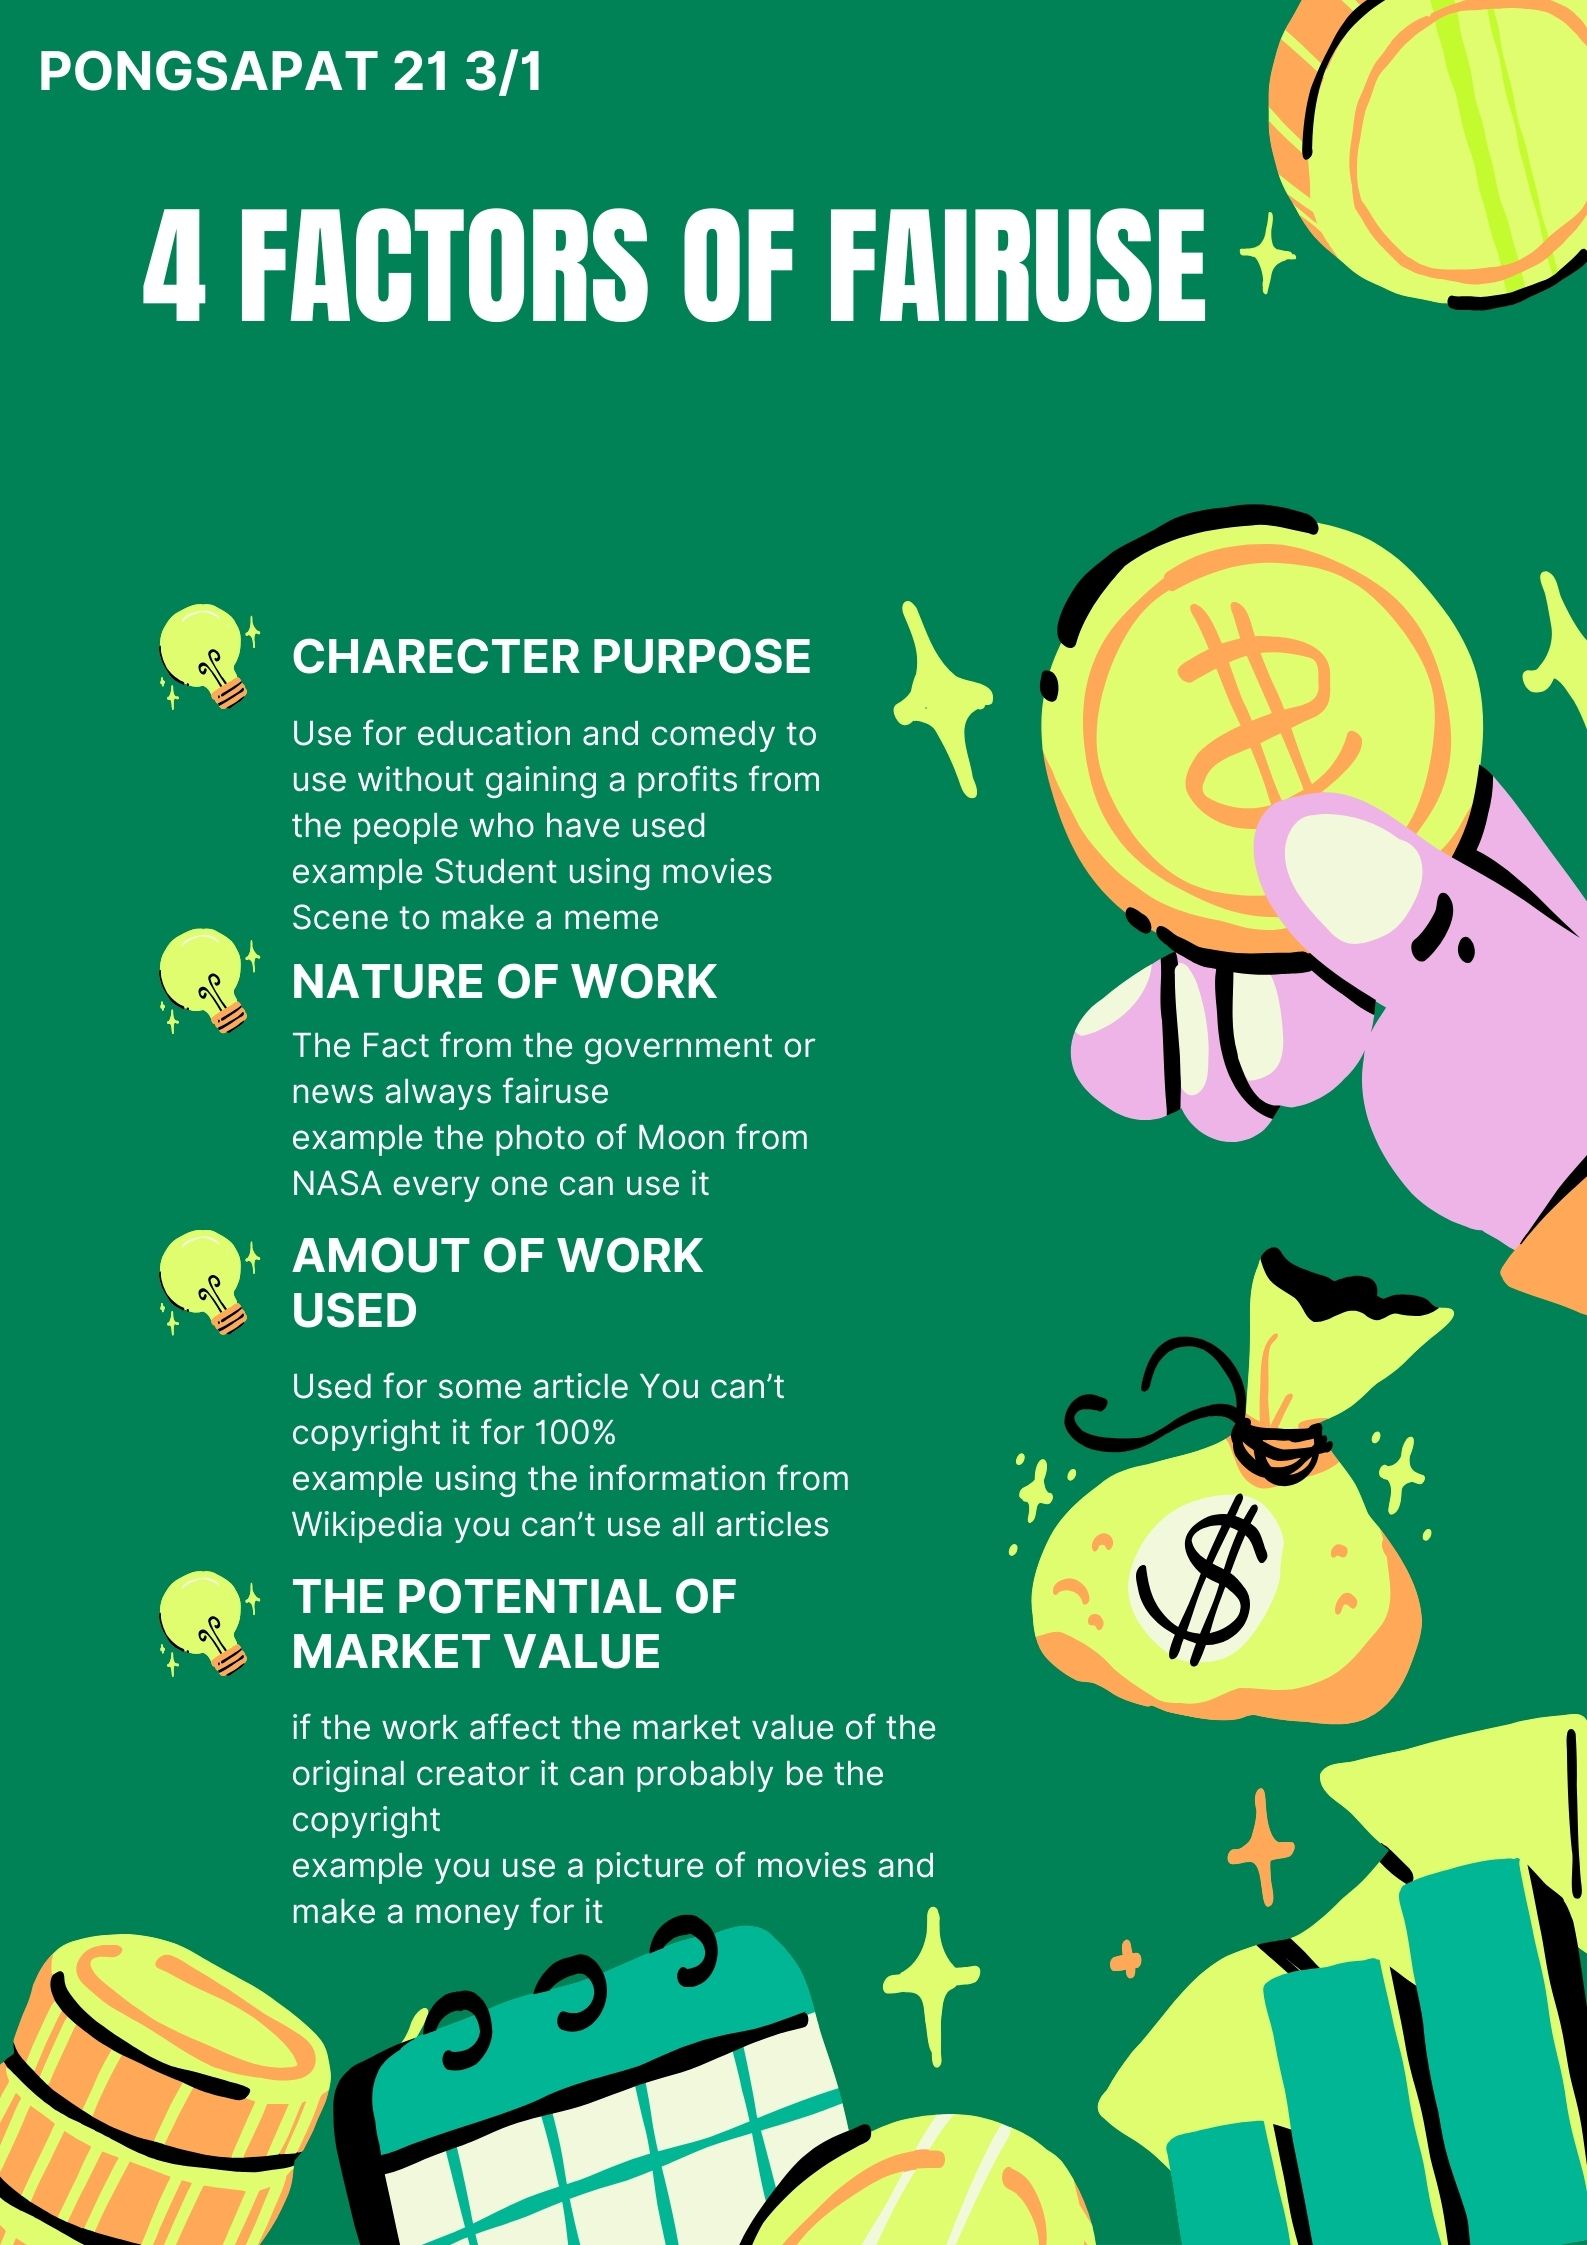 PONGSAPAT 21 3/1
4 FACTORS OF FAIRUSE
CHARECTER PURPOSE
Use for education and comedy to
use without gaining a profits from
the people who have used
example Student using movies
Scene to make a meme
NATURE OF WORK
The Fact from the government or
news always fairuse
example the photo of Moon from
NASA every one can use it
AMOUT OF WORK
USED
Used for some article You can’t
copyright it for 100%
example using the information from
Wikipedia you can’t use all articles
THE POTENTIAL OF
MARKET VALUE
if the work affect the market value of the
original creator it can probably be the
copyright
example you use a picture of movies and
make a money for it
$
$